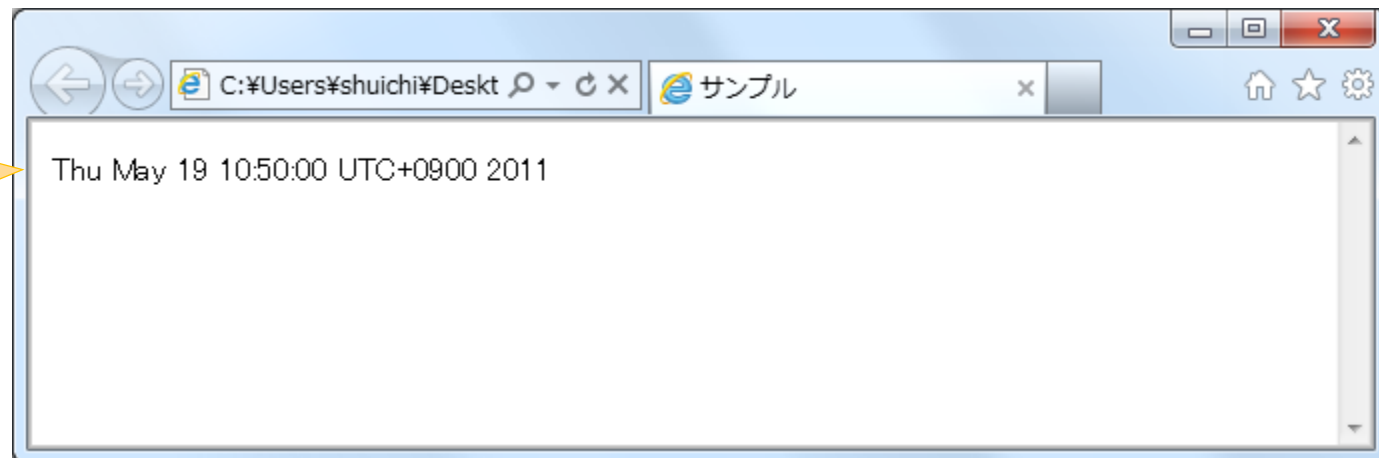 C:¥Users¥shuichi¥Deskt
サンプル
Thu May 19 10:50:00 UTC+0900 2011